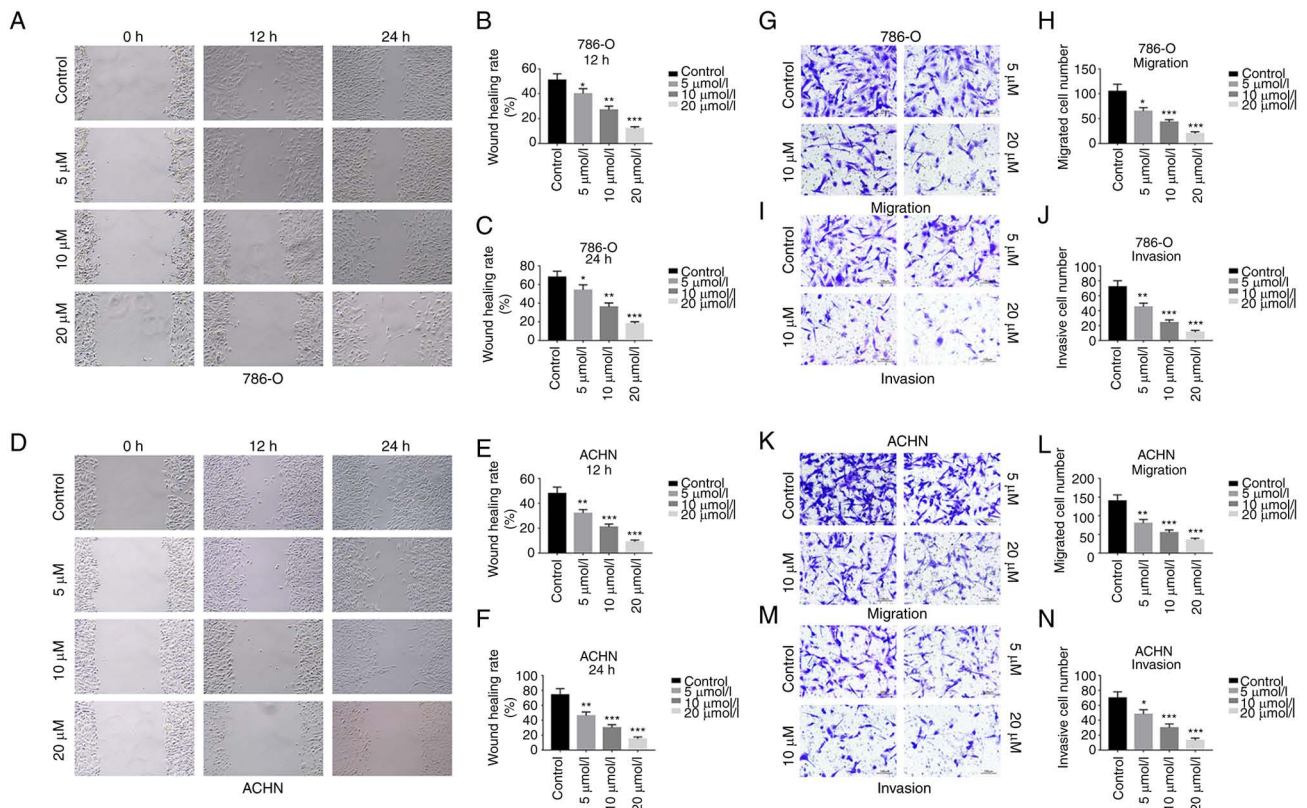 A
0 h
12 h
24 h
Control
5 μM
10 μM
20 μM
786-O
B
786-O
12 h
Wound healing rate
(%)
60
40
20
0
*
**
***
Control
5 μmol/l
10 μmol/l
20 μmol/l
Control
5 μmol/l
10 μmol/l
20 μmol/l
C
786-O
24 h
Wound healing rate
(%)
80
60
40
20
0
*
**
***
Control
5 μmol/l
10 μmol/l
20 μmol/l
Control
5 μmol/l
10 μmol/l
20 μmol/l
D
0 h
12 h
24 h
Control
5 μM
10 μM
20 μM
ACHN
E
ACHN
12 h
Wound healing rate
(%)
60
40
20
0
**
***
***
Control
5 μmol/l
10 μmol/l
20 μmol/l
Control
5 μmol/l
10 μmol/l
20 μmol/l
F
ACHN
24 h
Wound healing rate
(%)
100
80
60
40
20
0
**
***
***
Control
5 μmol/l
10 μmol/l
20 μmol/l
Control
5 μmol/l
10 μmol/l
20 μmol/l
G
786-O
Control
5 μM
10 μM
20 μM
Migration
H
786-O
Migration
Migrated cell number
150
100
50
0
*
***
***
Control
5 μmol/l
10 μmol/l
20 μmol/l
Control
5 μmol/l
10 μmol/l
20 μmol/l
I
Control
5 μM
10 μM
20 μM
Invasion
J
786-O
Invasion
Invasive cell number
100
80
60
40
20
0
**
***
***
Control
5 μmol/l
10 μmol/l
20 μmol/l
Control
5 μmol/l
10 μmol/l
20 μmol/l
K
ACHN
Control
5 μM
10 μM
20 μM
Migration
L
ACHN
Migration
Migrated cell number
200
150
100
50
0
**
***
***
Control
5 μmol/l
10 μmol/l
20 μmol/l
Control
5 μmol/l
10 μmol/l
20 μmol/l
M
Control
5 μM
10 μM
20 μM
Invasion
N
ACHN
Invasion
Invasive cell number
100
80
60
40
20
0
*
***
***
Control
5 μmol/l
10 μmol/l
20 μmol/l
Control
5 μmol/l
10 μmol/l
20 μmol/l